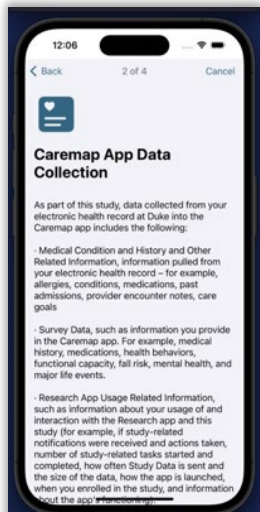 12:06
Back
2 of 4
Cancel
Caremap App Data
Collection
As part of this study, data collected from your
electronic health record at Duke into the
Caremap app includes the following:
· Medical Condition and History and Other
Related Information, information pulled from
your electronic health record – for example,
allergies, conditions, medications, past
admissions, provider encounter notes, care
goals
· Survey Data, such as information you provide
in the Caremap app. For example, medical
history, medications, health behaviors,
functional capacity, fall risk, mental health, and
major life events.
· Research App Usage Related Information,
such as information about your usage of and
interaction with the Research app and this
study (for example, if study-related
notifications were received and actions taken,
number of study-related tasks started and
completed, how often Study Data is sent and
the size of the data, how the app is launched,
when you enrolled in the study, and information
about the app's functioning).